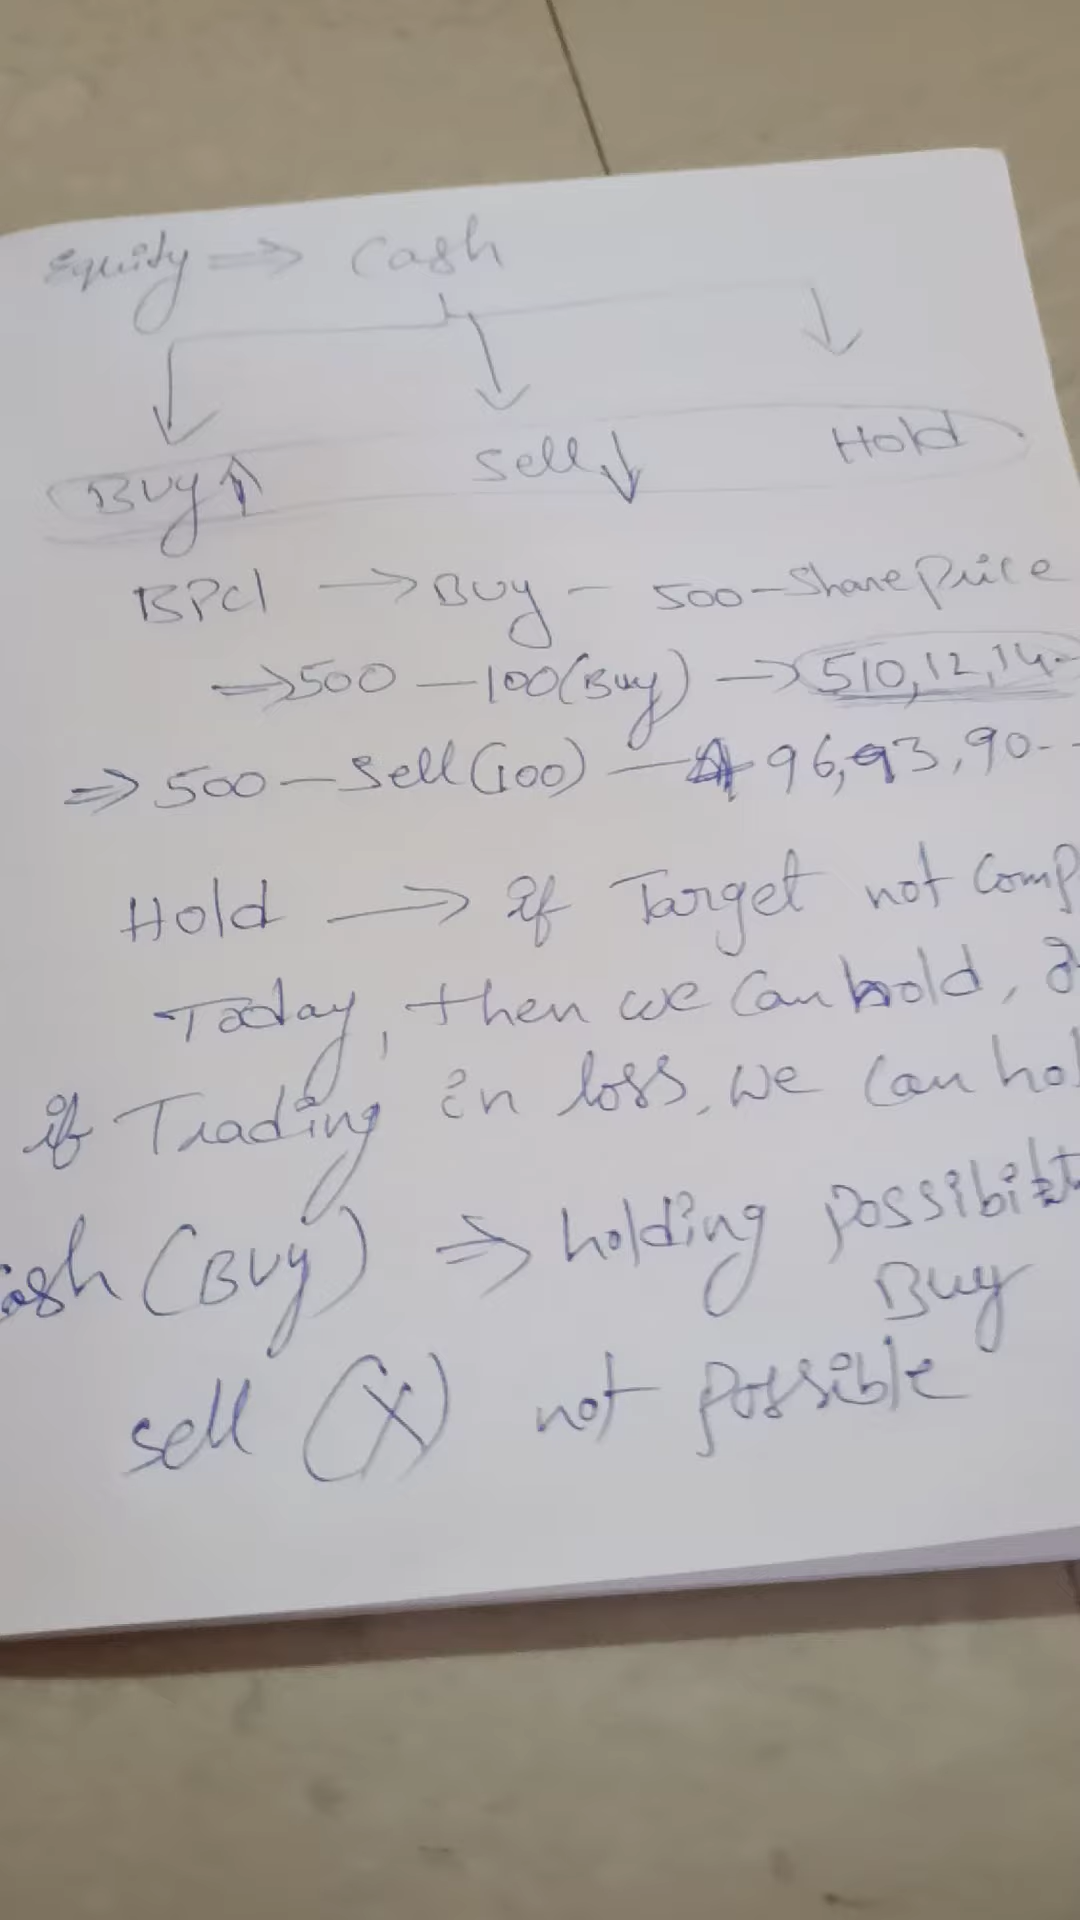 Equity ⇒ Cash
Buy ↑ Sell ↓ Hold
BPCl → Buy - 500 - Share Price
⇒ 500 - 100 (Buy) → 510, 12, 14.
⇒ 500 - Sell (100) - 96, 93, 90--
Hold → if Target not Comp
Today, then we can hold,
if Trading in loss, we can hol
ash (Buy) ⇒ holding possibilit
Buy
sell (X) not possible